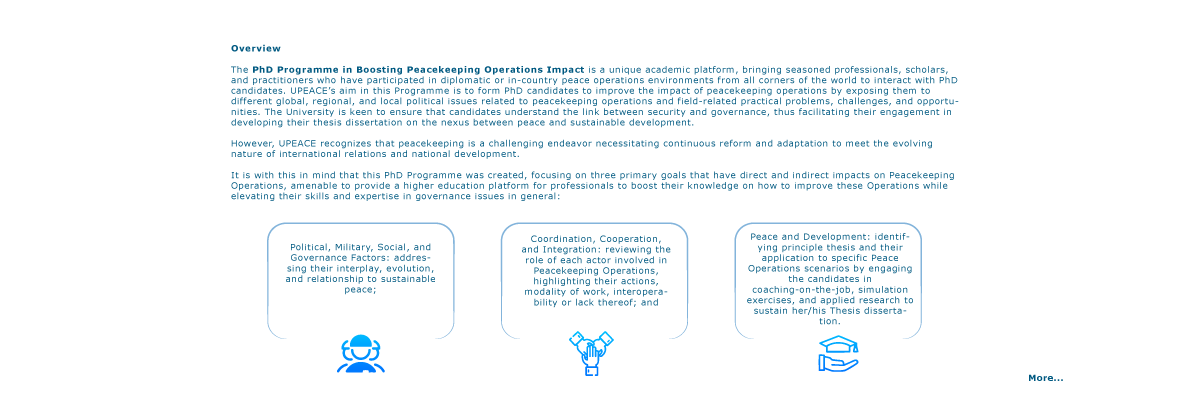 Overview
The PhD Programme in Boosting Peacekeeping Operations Impact is a unique academic platform, bringing seasoned professionals, scholars,
and practitioners who have participated in diplomatic or in-country peace operations environments from all corners of the world to interact with PhD
candidates. UPEACE's aim in this Programme is to form PhD candidates to improve the impact of peacekeeping operations by exposing them to
different global, regional, and local political issues related to peacekeeping operations and field-related practical problems, challenges, and opportu-
nities. The University is keen to ensure that candidates understand the link between security and governance, thus facilitating their engagement in
developing their thesis dissertation on the nexus between peace and sustainable development.
However, UPEACE recognizes that peacekeeping is a challenging endeavor necessitating continuous reform and adaptation to meet the evolving
nature of international relations and national development.
It is with this in mind that this PhD Programme was created, focusing on three primary goals that have direct and indirect impacts on Peacekeeping
Operations, amenable to provide a higher education platform for professionals to boost their knowledge on how to improve these Operations while
elevating their skills and expertise in governance issues in general:
Political, Military, Social, and
Governance Factors: addres-
sing their interplay, evolution,
and relationship to sustainable
peace;
Coordination, Cooperation,
and Integration: reviewing the
role of each actor involved in
Peacekeeping Operations,
highlighting their actions,
modality of work, interopera-
bility or lack thereof; and
Peace and Development: identif-
ying principle thesis and their
application to specific Peace
Operations scenarios by engaging
the candidates in
coaching-on-the-job, simulation
exercises, and applied research to
sustain her/his Thesis disserta-
tion.
More...